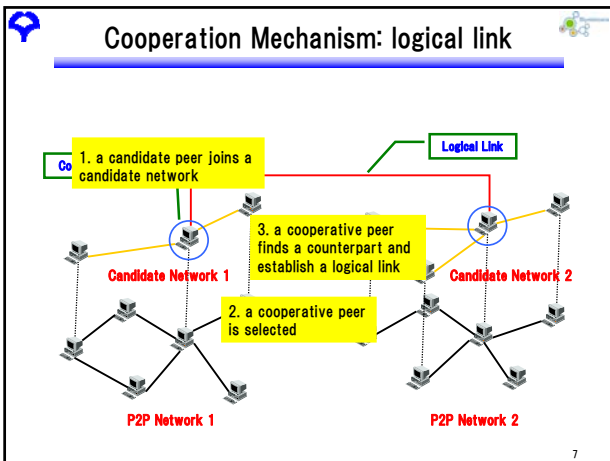 Cooperation Mechanism: logical link
1. a candidate peer joins a
candidate network
Co
Logical Link
3. a cooperative peer
finds a counterpart and
establish a logical link
Candidate Network 1
Candidate Network 2
2. a cooperative peer
is selected
P2P Network 1
P2P Network 2
7